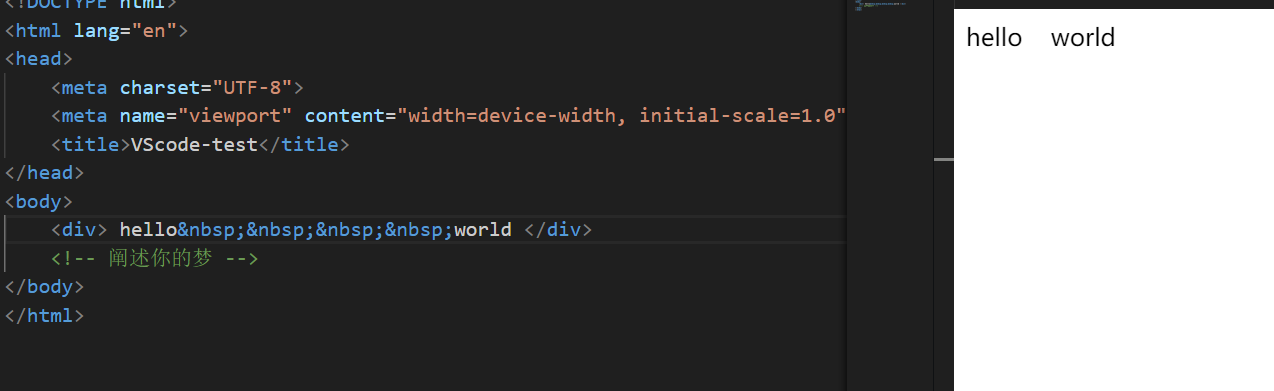 <!DOCTYPE html>
<html lang="en">
<head>
    <meta charset="UTF-8">
    <meta name="viewport" content="width=device-width, initial-scale=1.0"
    <title>VScode-test</title>
</head>
<body>
    <div> hello&nbsp;&nbsp;&nbsp;&nbsp;world </div>
    <!-- 阐述你的梦 -->
</body>
</html>
hello    world